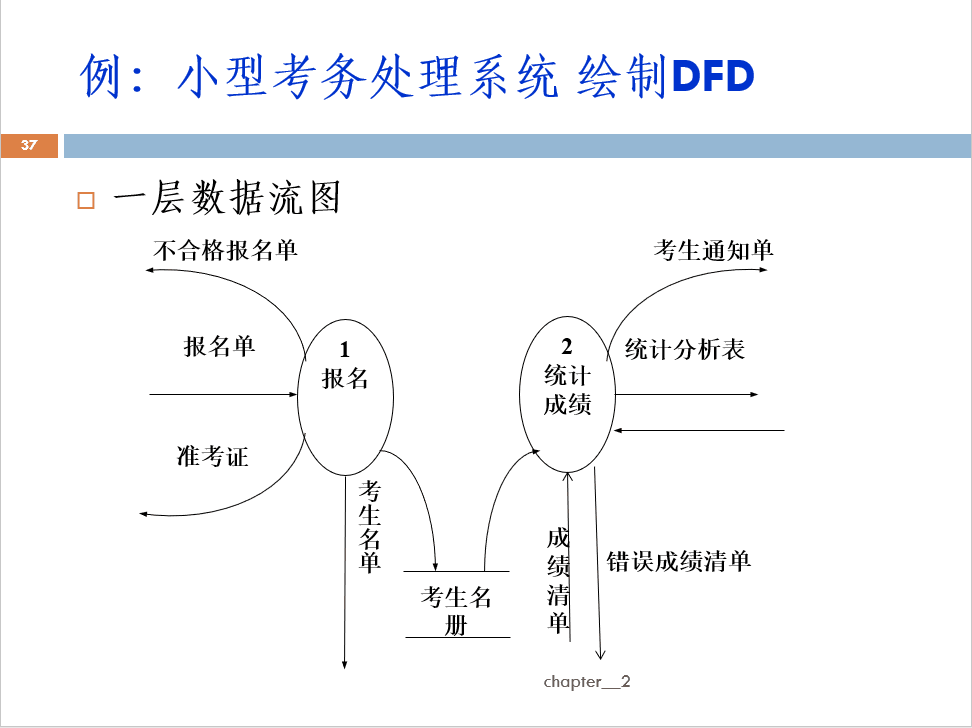 例：小型考务处理系统 绘制DFD
37
一层数据流图
不合格报名单
考生通知单
报名单
1
报名
2
统计
成绩
统计分析表
准考证
考生名单
成绩清单
错误成绩清单
考生名
册
chapter__2